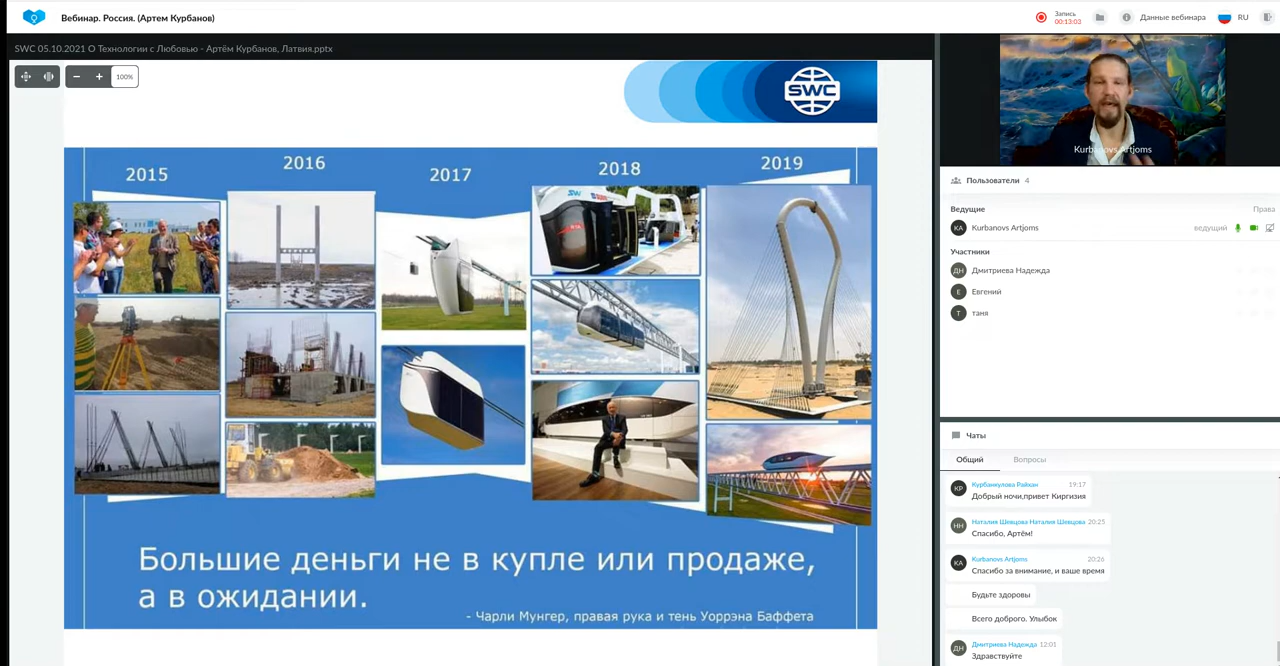 Вебинар. Россия. (Артем Курбанов)
Запись
00:13:03
Данные вебинара
RU
SWC 05.10.2021 О Технологии с Любовью - Артём Курбанов, Латвия.pptx
100%
SWC
2015
2016
2017
2018
2019
Большие деньги не в купле или продаже,
а в ожидании.
- Чарли Мунгер, правая рука и тень Уоррэна Баффета
Kurbanovs Artjoms
Пользователи 4
Ведущие
Права
KA Kurbanovs Artjoms ведущий
Участники
ДН Дмитриева Надежда
Е Евгений
Т таня
Чаты
Общий
Вопросы
КР Курбанкулова Райхан 19:17
Добрый ночи,привет Киргизия
НН Наталия Шевцова Наталия Шевцова 20:25
Спасибо, Артём!
KA Kurbanovs Artjoms 20:26
Спасибо за внимание, и ваше время
Будьте здоровы
Всего доброго. Улыбок
ДН Дмитриева Надежда 12:01
Здравствуйте